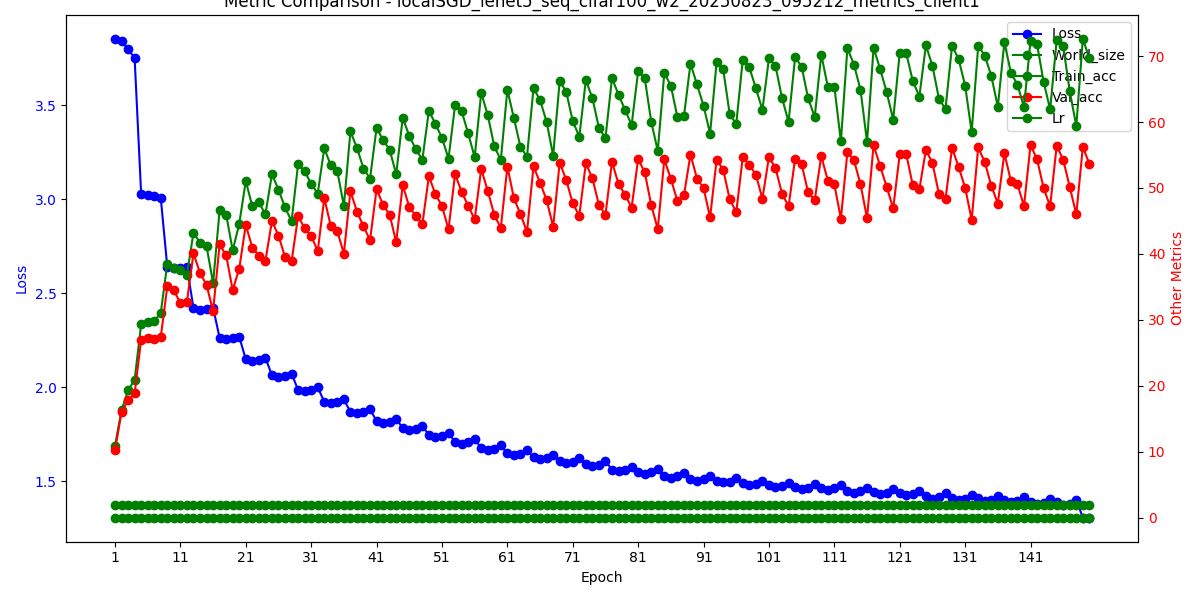 Metric Comparison - localSGD_lenet5_seq_cifar100_w2_20250823_095212_metrics_client1
Loss
World_size
Train_acc
Val_acc
Lr
3.5
3.0
2.5
2.0
1.5
Loss
70
60
50
40
30
20
10
0
Other Metrics
1 11 21 31 41 51 61 71 81 91 101 111 121 131 141
Epoch